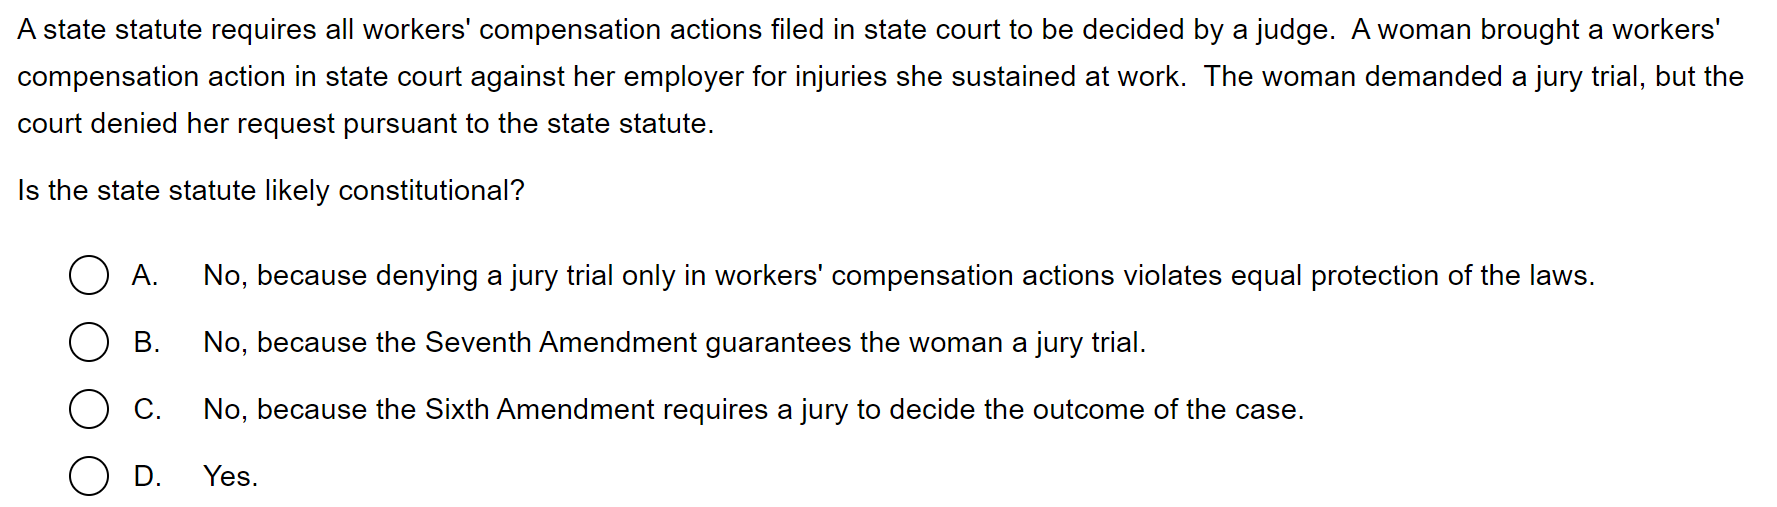 A state statute requires all workers' compensation actions filed in state court to be decided by a judge.  A woman brought a workers'
compensation action in state court against her employer for injuries she sustained at work.  The woman demanded a jury trial, but the
court denied her request pursuant to the state statute.
Is the state statute likely constitutional?
A. No, because denying a jury trial only in workers' compensation actions violates equal protection of the laws.
B. No, because the Seventh Amendment guarantees the woman a jury trial.
C. No, because the Sixth Amendment requires a jury to decide the outcome of the case.
D. Yes.